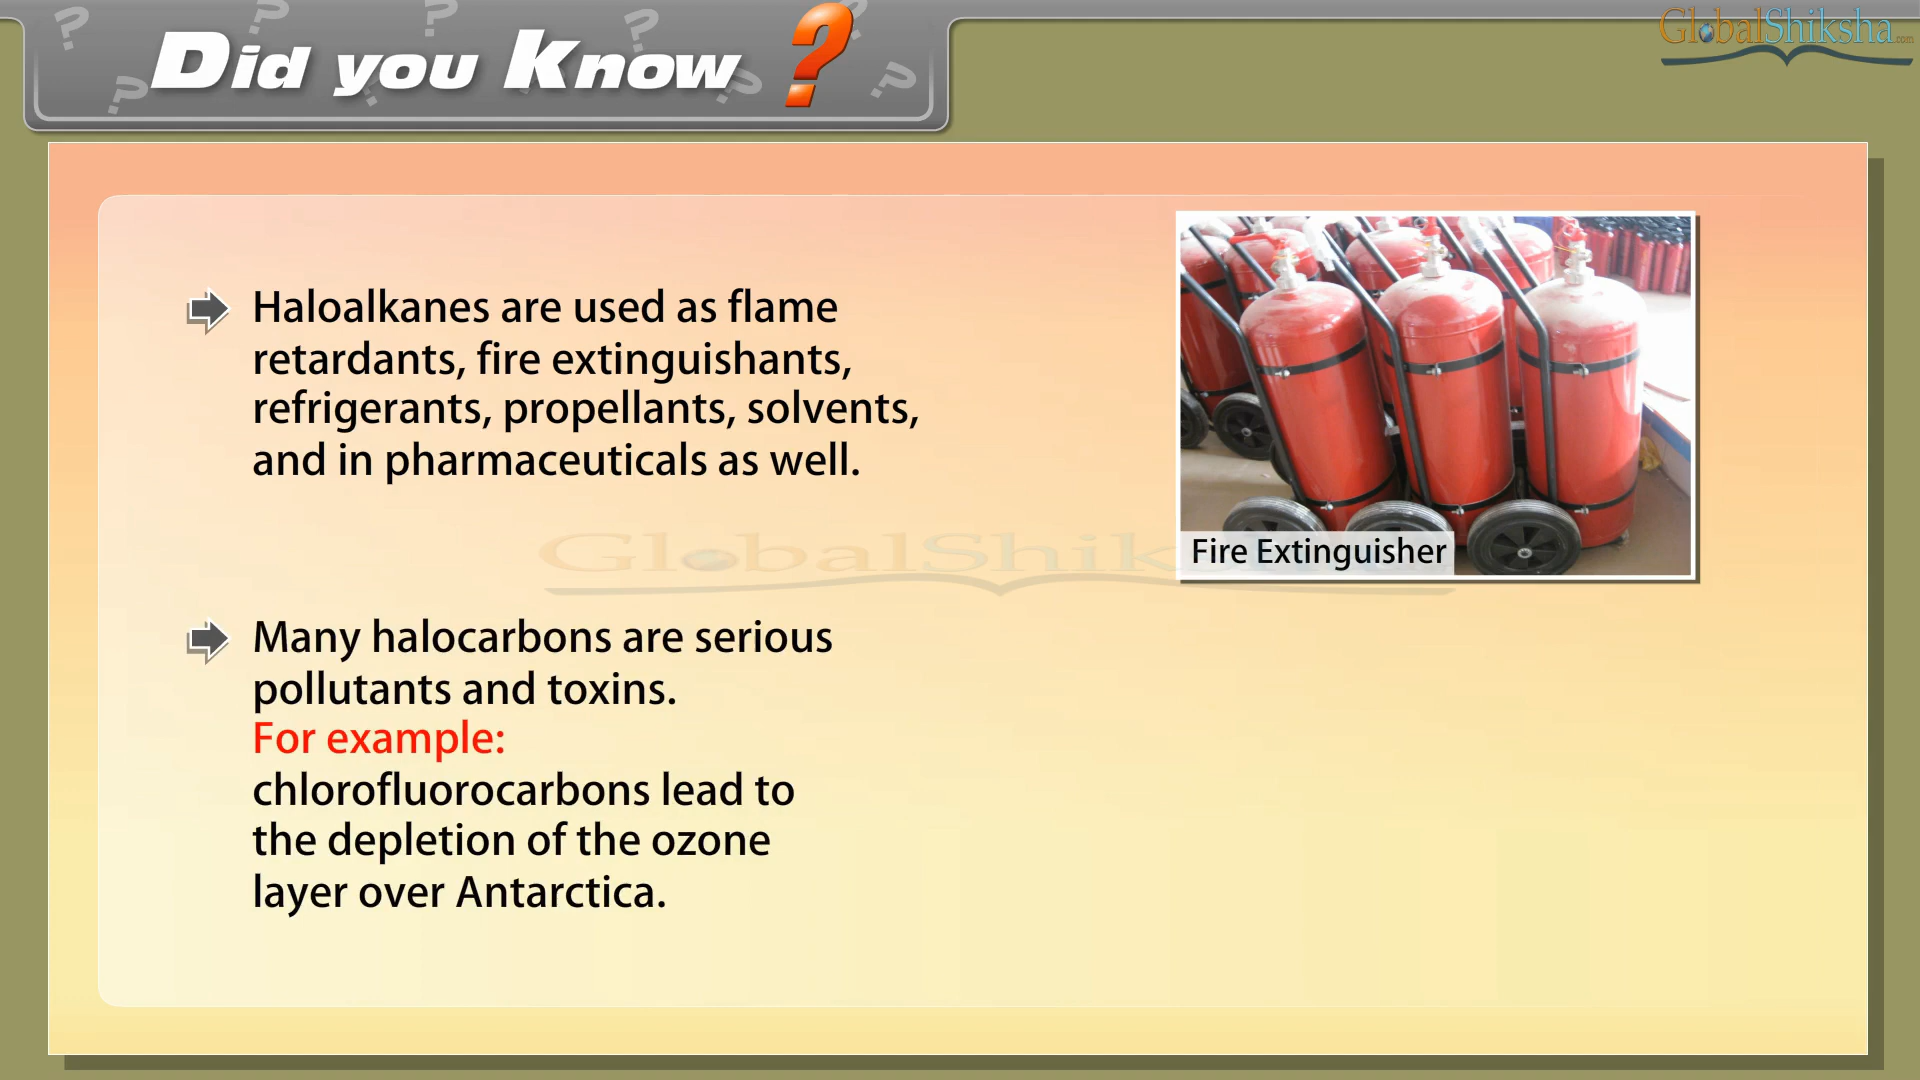 Did you Know ?
GlobalShiksha.com
Haloalkanes are used as flame
retardants, fire extinguishants,
refrigerants, propellants, solvents,
and in pharmaceuticals as well.
Fire Extinguisher
GlobalShik
Many halocarbons are serious
pollutants and toxins.
For example:
chlorofluorocarbons lead to
the depletion of the ozone
layer over Antarctica.